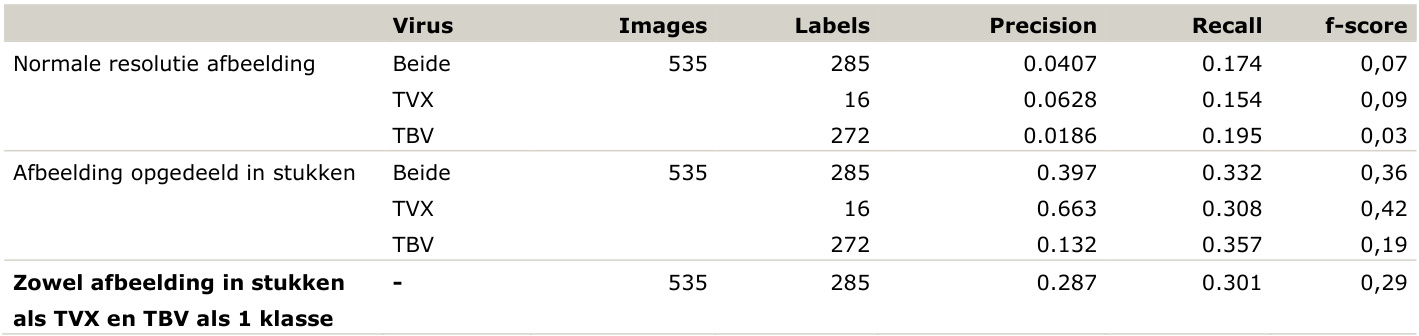 Virus Images Labels Precision Recall f-score
Normale resolutie afbeelding Beide 535 285 0.0407 0.174 0,07
TVX 16 0.0628 0.154 0,09
TBV 272 0.0186 0.195 0,03
Afbeelding opgedeeld in stukken Beide 535 285 0.397 0.332 0,36
TVX 16 0.663 0.308 0,42
TBV 272 0.132 0.357 0,19
Zowel afbeelding in stukken - 535 285 0.287 0.301 0,29
als TVX en TBV als 1 klasse